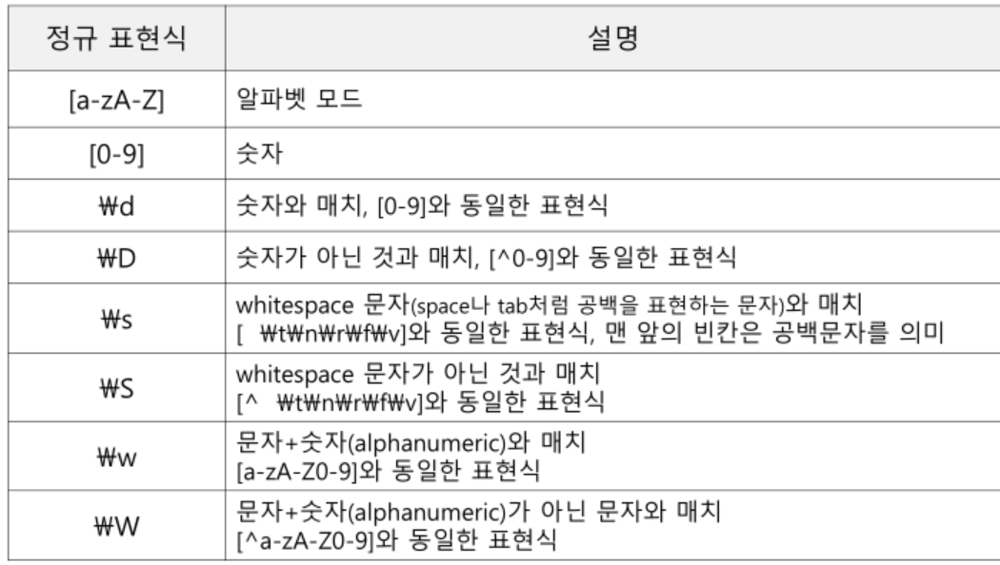 정규 표현식 설명
[a-zA-Z] 알파벳 모드
[0-9] 숫자
₩d 숫자와 매치, [0-9]와 동일한 표현식
₩D 숫자가 아닌 것과 매치, [^0-9]와 동일한 표현식
₩s whitespace 문자(space나 tab처럼 공백을 표현하는 문자)와 매치
[  ₩t₩n₩r₩f₩v]와 동일한 표현식, 맨 앞의 빈칸은 공백문자를 의미
₩S whitespace 문자가 아닌 것과 매치
[^  ₩t₩n₩r₩f₩v]와 동일한 표현식
₩w 문자+숫자(alphanumeric)와 매치
[a-zA-Z0-9]와 동일한 표현식
₩W 문자+숫자(alphanumeric)가 아닌 문자와 매치
[^a-zA-Z0-9]와 동일한 표현식